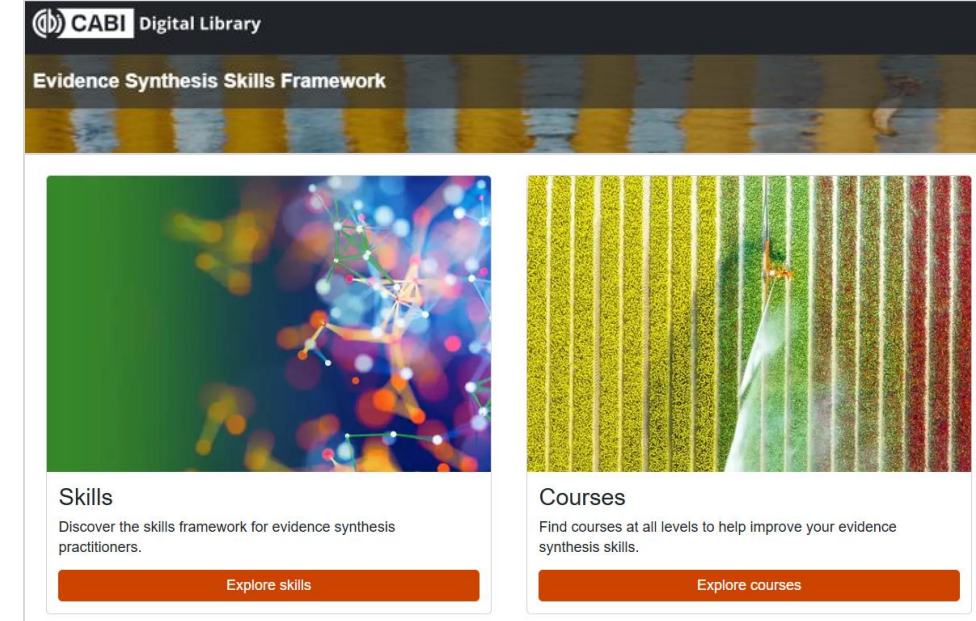 CABI Digital Library
Evidence Synthesis Skills Framework
Skills
Discover the skills framework for evidence synthesis
practitioners.
Explore skills
Courses
Find courses at all levels to help improve your evidence
synthesis skills.
Explore courses